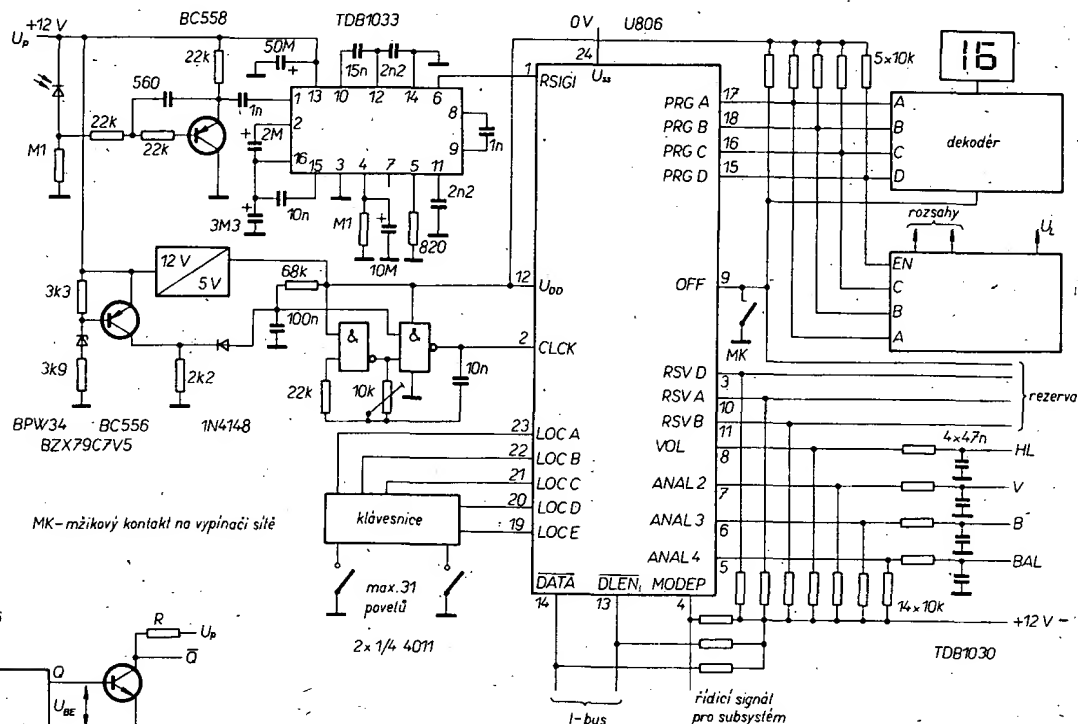 +12 V
Up
BC558
TDB1033
0V
U806
24
Uss
50M
22k
15n
2n2
5×10k
16
1
RSIGI
560
1n
1
13
10
12
14
6
8
9
1n
22k
22k
2M
2
16
15
3
4
7
5
11
M1
10n
3M3
M1
10M
820
2n2
PRG A
17
PRG B
18
PRG C
16
PRG D
15
A
B
C
D
dekodér
rozsahy
EN
C
B
A
12 V
5V
68k
12
UDD
OFF
9
MK
3k3
100n
&
&
2
CLCK
3k9
2k2
22k
10k
10n
RSV D
3
RSV A
10
RSV B
11
rezerva
BPW34
BC556
1N4148
BZX79C7V5
VOL
8
4×47n
HL
ANAL 2
7
V
ANAL 3
6
B
ANAL 4
5
BAL
23
LOC A
22
LOC B
21
LOC C
20
LOC D
19
LOC E
klávesnice
MK–mžikový kontakt na vypínači sítě
max. 31
povelů
2x 1/4 4011
DATA
14
DLEN
13
MODEP
4
14×10k
+12 V
TDB1030
I-bus
řídicí signál
pro subsystém
R
Up
Q
Q
UBE